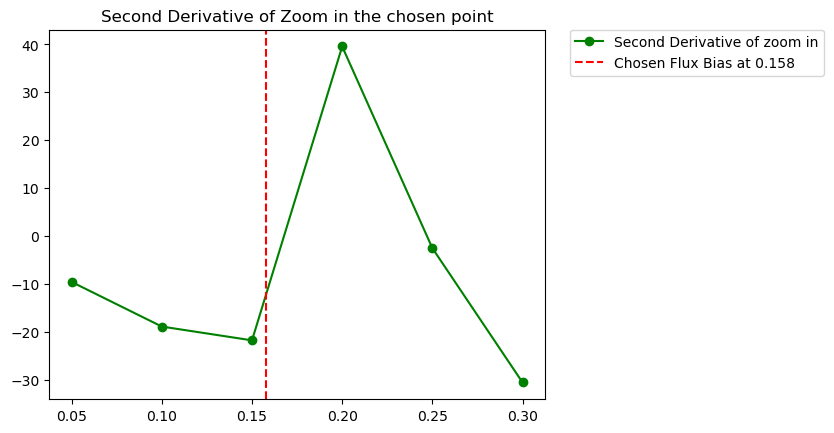 Second Derivative of Zoom in the chosen point
Second Derivative of zoom in
Chosen Flux Bias at 0.158
40
30
20
10
0
−10
−20
−30
0.05 0.10 0.15 0.20 0.25 0.30